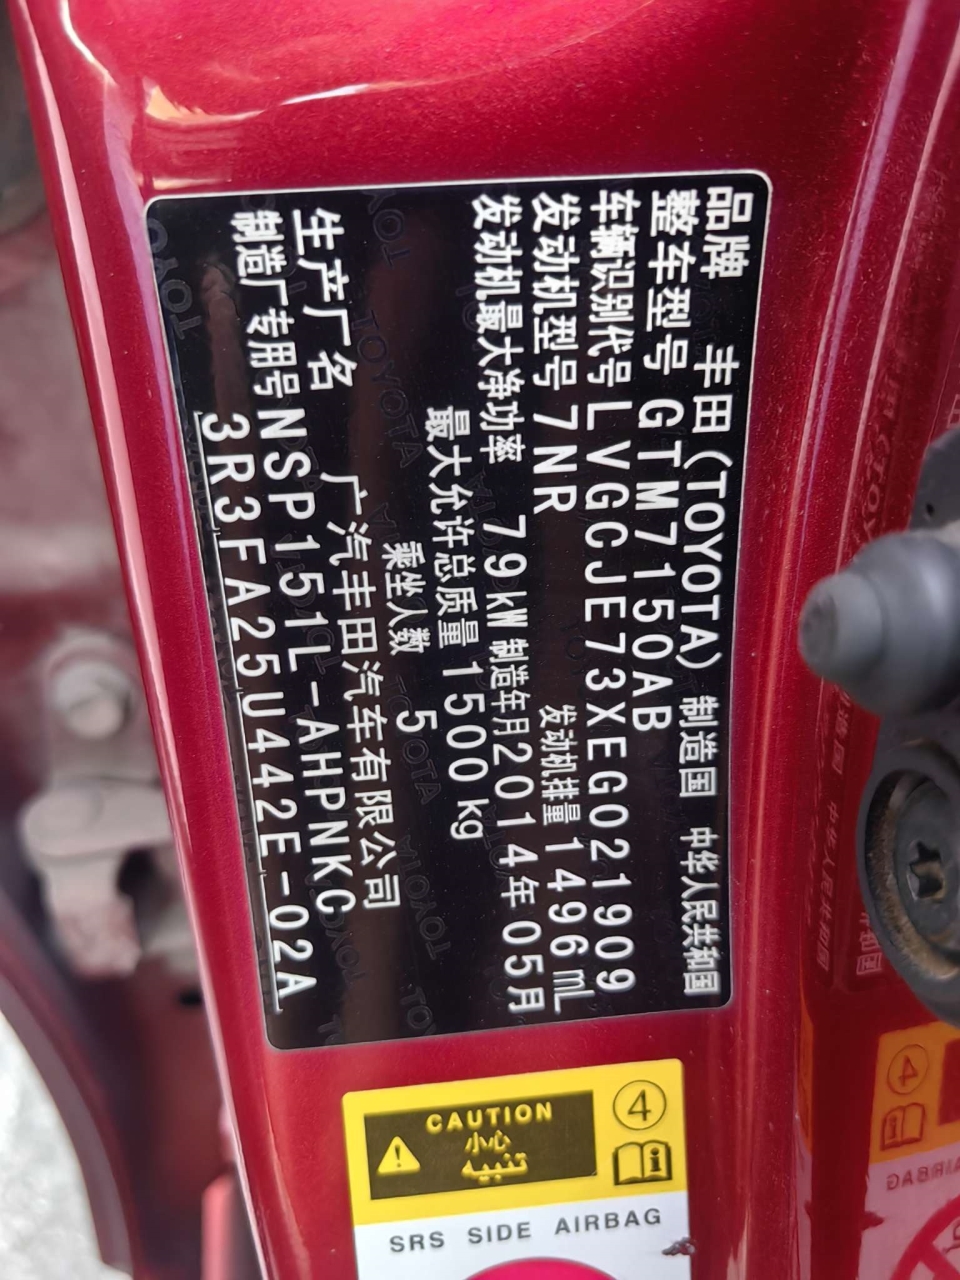 品牌 丰田(TOYOTA) 制造国 中华人民共和国
整车型号 GTM7150AB
车辆识别代号 LVGCJE73XEG021909
发动机型号 7NR 发动机排量 1496mL
发动机最大净功率 79kW 制造年月 2014年05月
最大允许总质量 1500kg
乘坐人数 5
生产厂名 广汽丰田汽车有限公司
制造厂专用号 NSP151L-AHPNKC
3R3FA25U442E-02A
CAUTION
小心
تنبيه
4
SRS SIDE AIRBAG